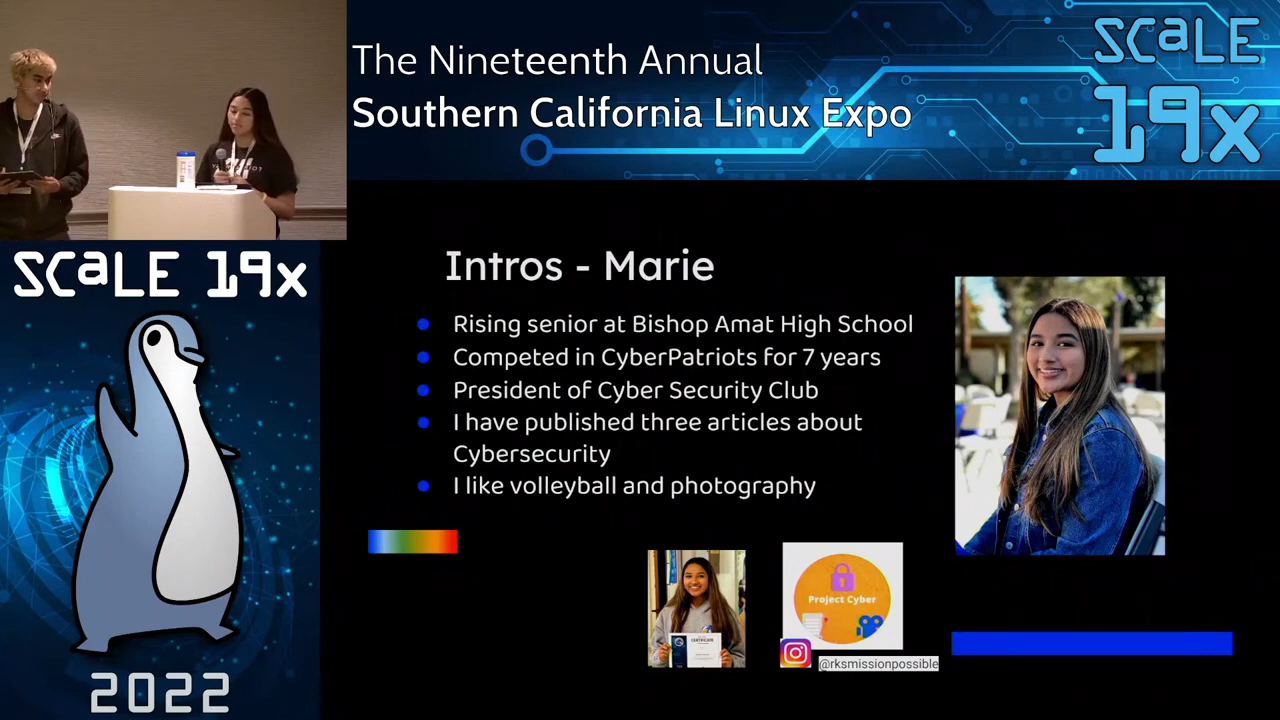 The Nineteenth Annual
Southern California Linux Expo
SCaLE
19x
SCaLE 19x
2022
Intros - Marie
Rising senior at Bishop Amat High School
Competed in CyberPatriots for 7 years
President of Cyber Security Club
I have published three articles about
Cybersecurity
I like volleyball and photography
CERTIFICATE
Project Cyber
@rksmissionpossible